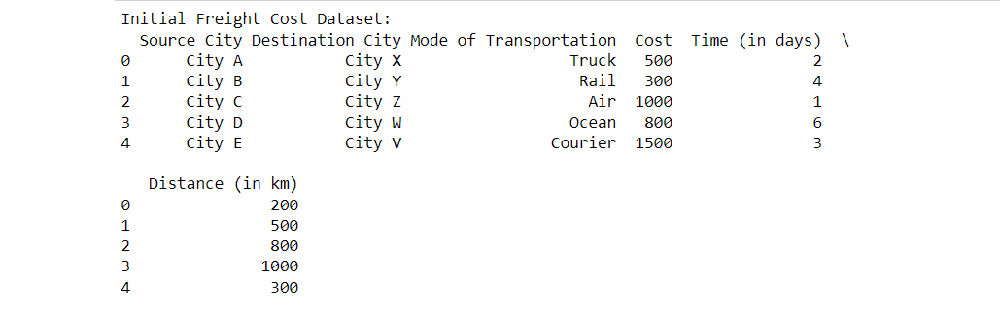 Initial Freight Cost Dataset:
  Source City Destination City Mode of Transportation  Cost  Time (in days)  \
0      City A           City X                  Truck   500               2
1      City B           City Y                   Rail   300               4
2      City C           City Z                    Air  1000               1
3      City D           City W                  Ocean   800               6
4      City E           City V                Courier  1500               3
   Distance (in km)
0               200
1               500
2               800
3              1000
4               300